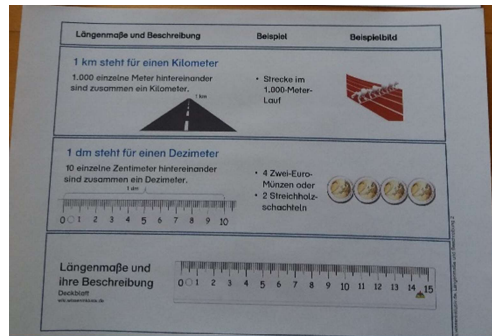 Längenmaße und Beschreibung
Beispiel
Beispielbild
1 km steht für einen Kilometer
1.000 einzelne Meter hintereinander
sind zusammen ein Kilometer.
1 km
• Strecke im
1.000-Meter-
Lauf
1 dm steht für einen Dezimeter
10 einzelne Zentimeter hintereinander
sind zusammen ein Dezimeter.
1 dm
0 1 2 3 4 5 6 7 8 9 10
• 4 Zwei-Euro-
Münzen oder
• 2 Streichholz-
schachteln
Längenmaße und
ihre Beschreibung
Deckblatt
0 1 2 3 4 5 6 7 8 9 10 11 12 13 14 15